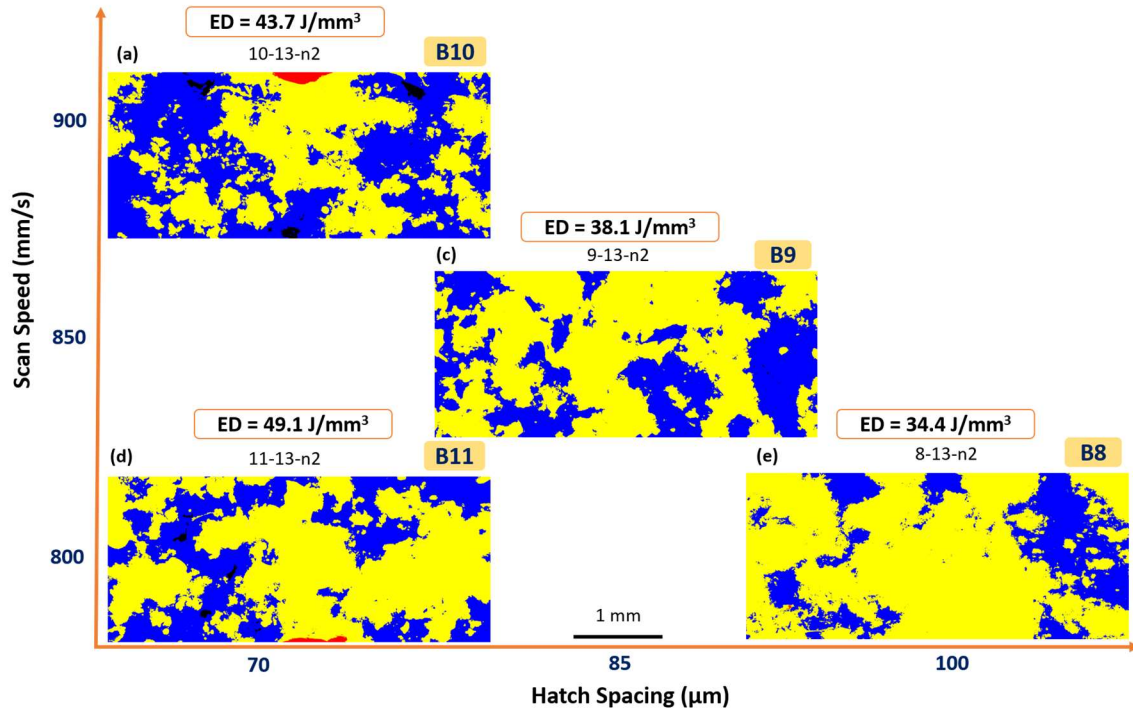 ED = 43.7 J/mm³
(a)
10-13-n2
B10
900
ED = 38.1 J/mm³
(c)
9-13-n2
B9
Scan Speed (mm/s)
850
ED = 49.1 J/mm³
(d)
11-13-n2
B11
ED = 34.4 J/mm³
(e)
8-13-n2
B8
800
1 mm
70
85
100
Hatch Spacing (μm)